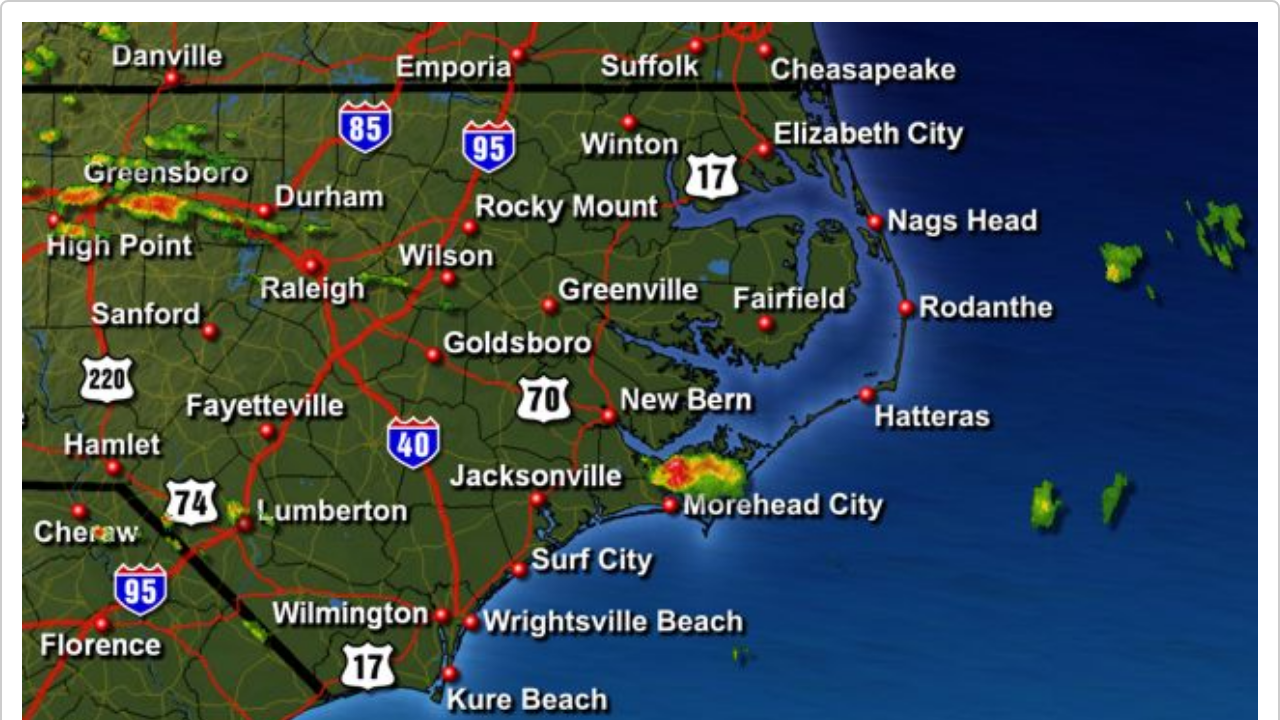 Danville
Emporia
Suffolk
Cheasapeake
85
95
Winton
Elizabeth City
17
Greensboro
Durham
Rocky Mount
Nags Head
High Point
Wilson
Raleigh
Greenville
Fairfield
Rodanthe
Sanford
Goldsboro
220
70
New Bern
Fayetteville
Hatteras
40
Hamlet
Jacksonville
74
Lumberton
Morehead City
Cheraw
Surf City
95
Wilmington
Wrightsville Beach
Florence
17
Kure Beach